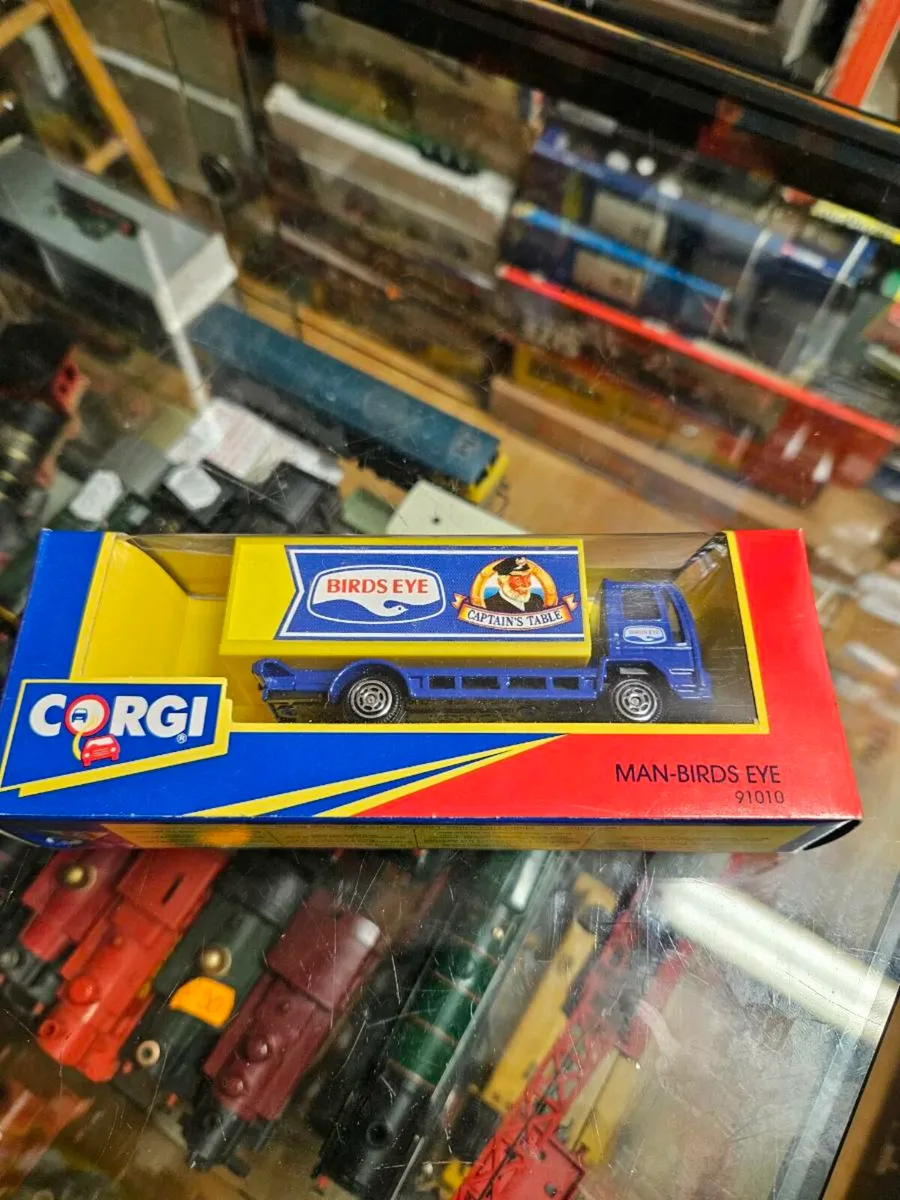 BIRDS EYE
CAPTAIN'S TABLE
BIRDS EYE
CORGI®
MAN-BIRDS EYE
91010